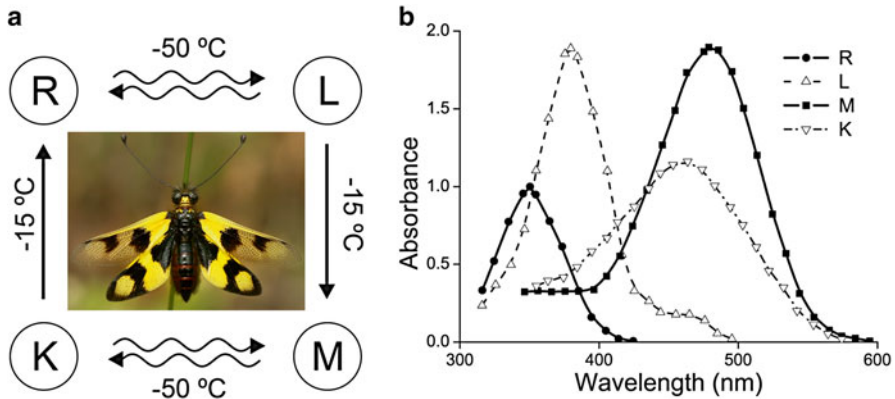 a
-50 ºC
R
L
-15 ºC
-15 ºC
K
M
-50 ºC
b
Absorbance
2.0
1.5
1.0
0.5
0.0
300
400
500
600
Wavelength (nm)
R
L
M
K